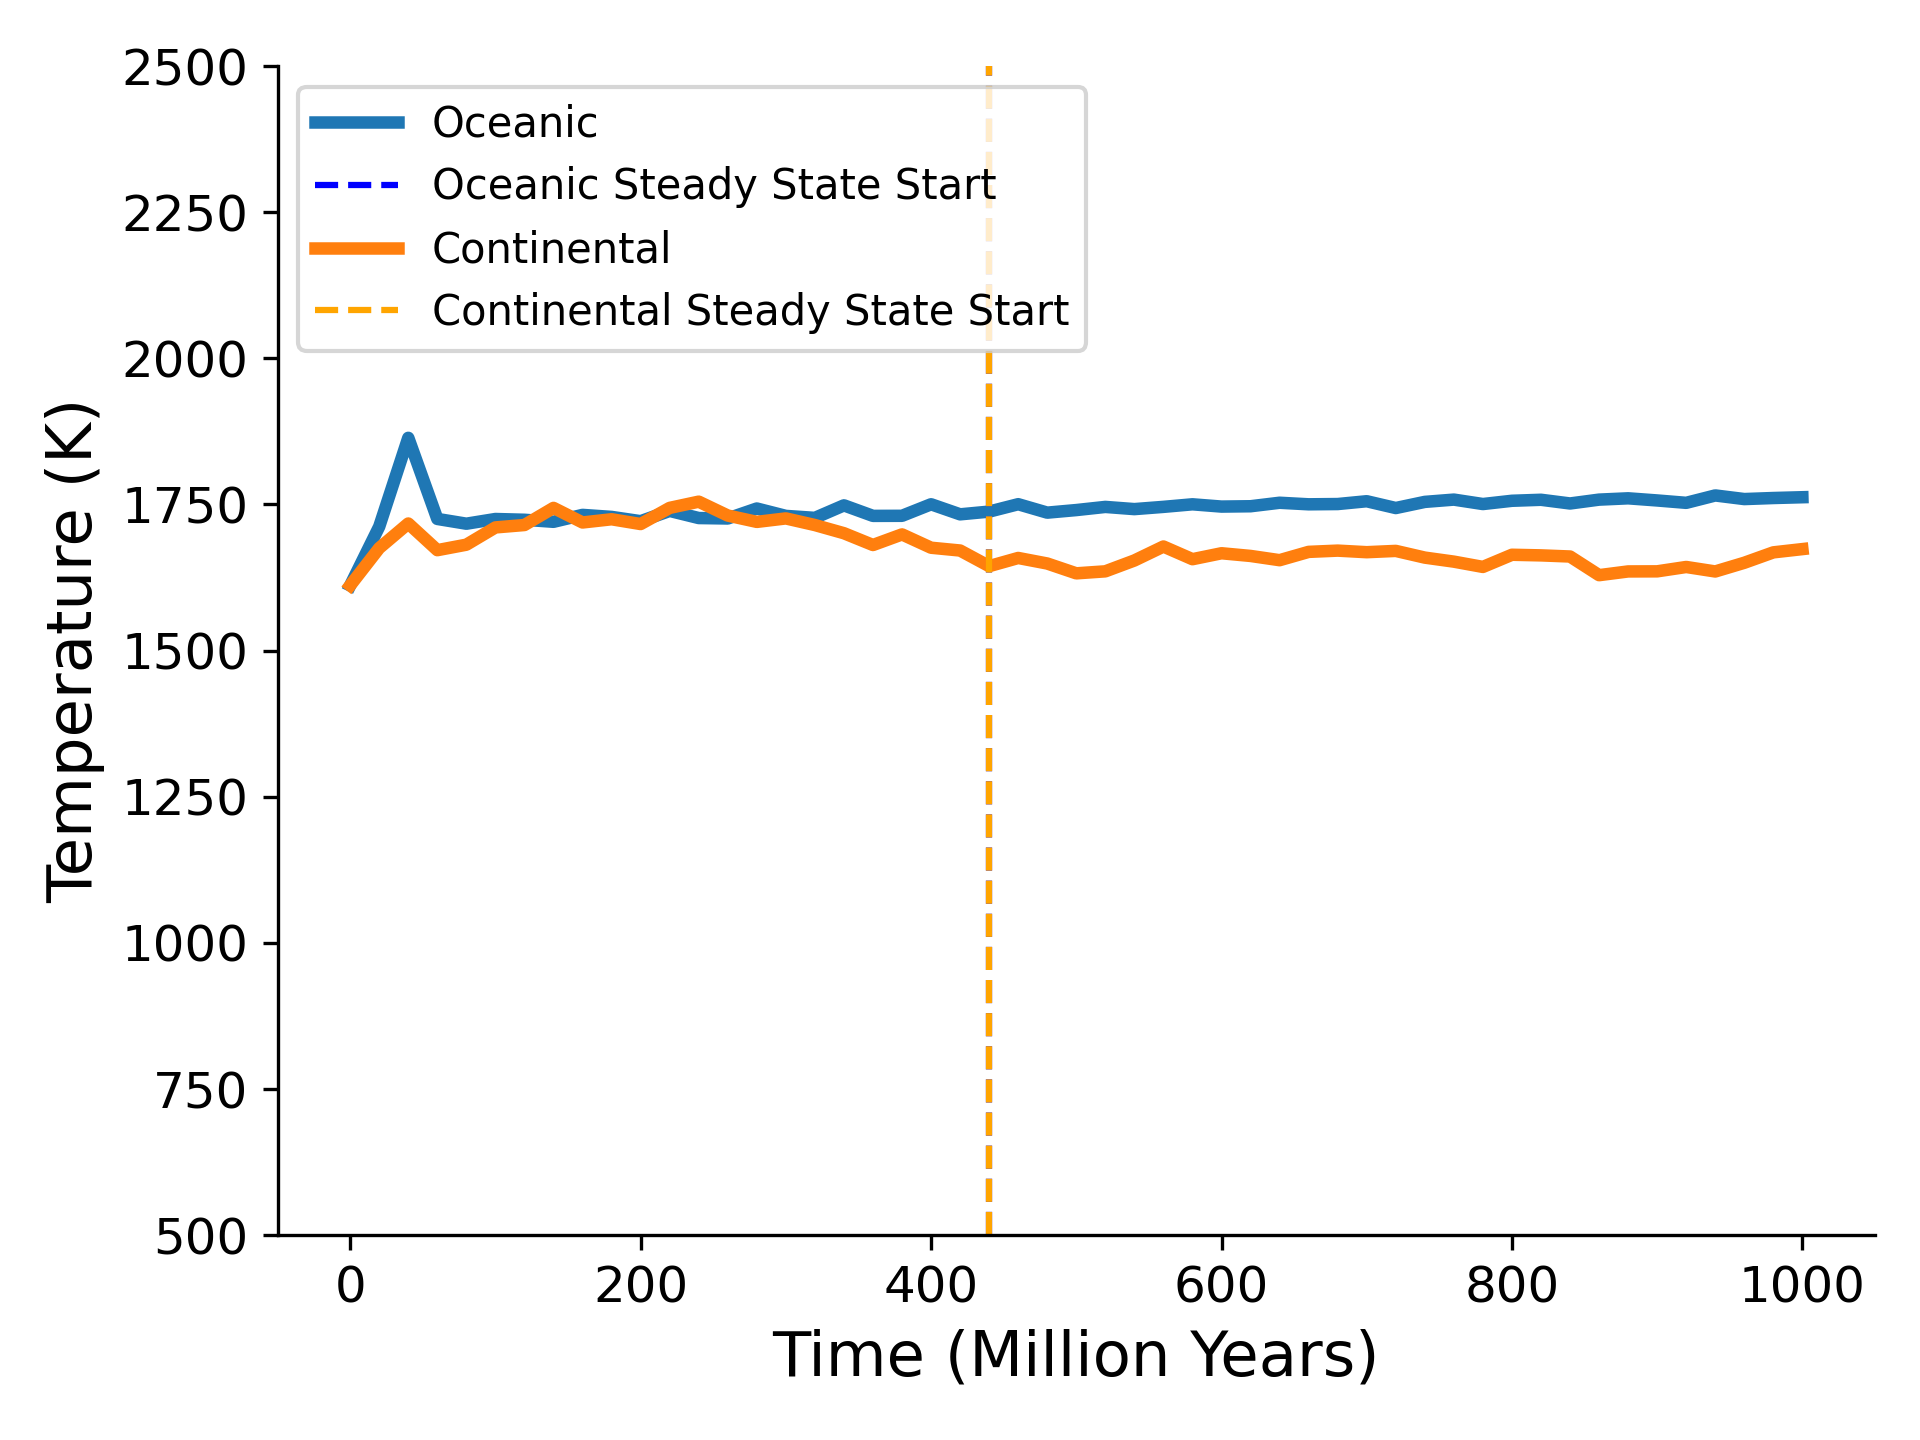 2500
2250
2000
1750
1500
1250
1000
750
500
Temperature (K)
Oceanic
Oceanic Steady State Start
Continental
Continental Steady State Start
0 200 400 600 800 1000
Time (Million Years)